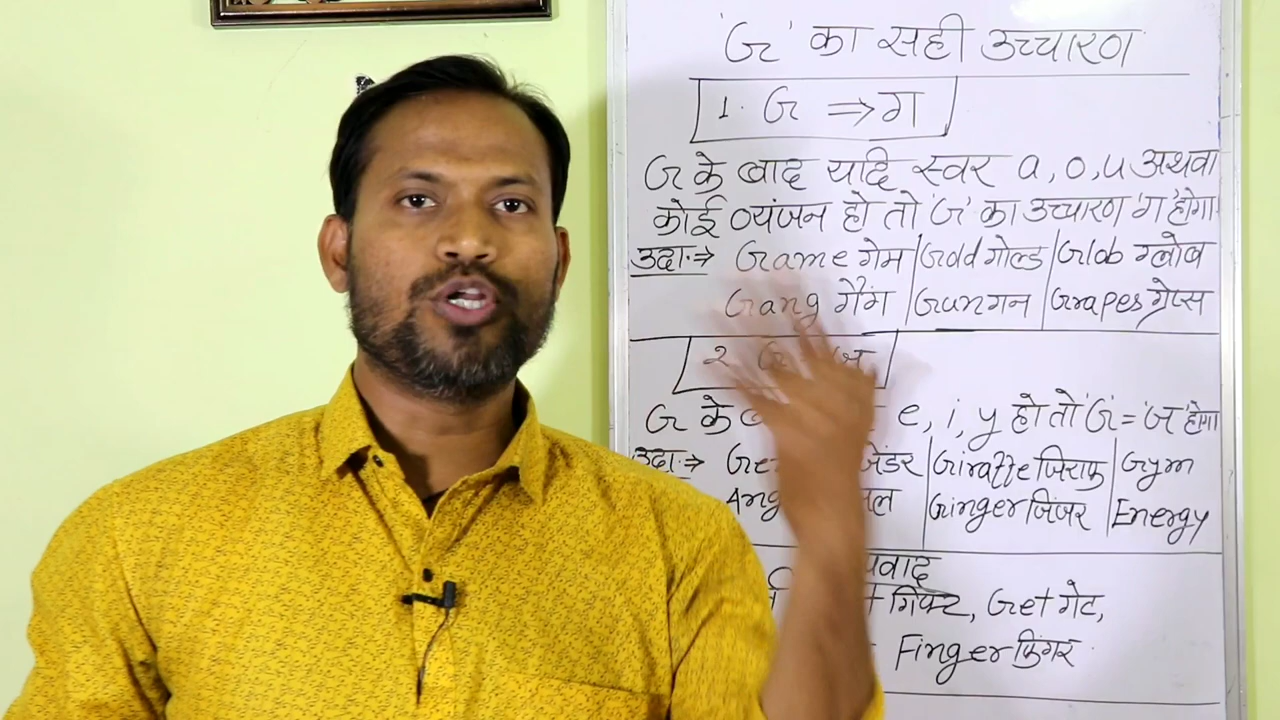 'G' का सही उच्चारण
1. G ⇒ ग
G के बाद यदि स्वर a, o, u अथवा
कोई व्यंजन हो तो 'G' का उच्चारण 'ग' होगा
उदा.⇒ Game गेम | Gold गोल्ड | Glob ग्लोब
Gang गैंग | Gun गन | Grapes ग्रेप्स
2. G ज
G के e, i, y हो तो 'G' = 'ज' होगा
उदा.⇒ जेंडर | Giraffe जिराफ | Gym
Ginger जिंजर | Energy
गिफ्ट, Get गेट,
Finger फिंगर